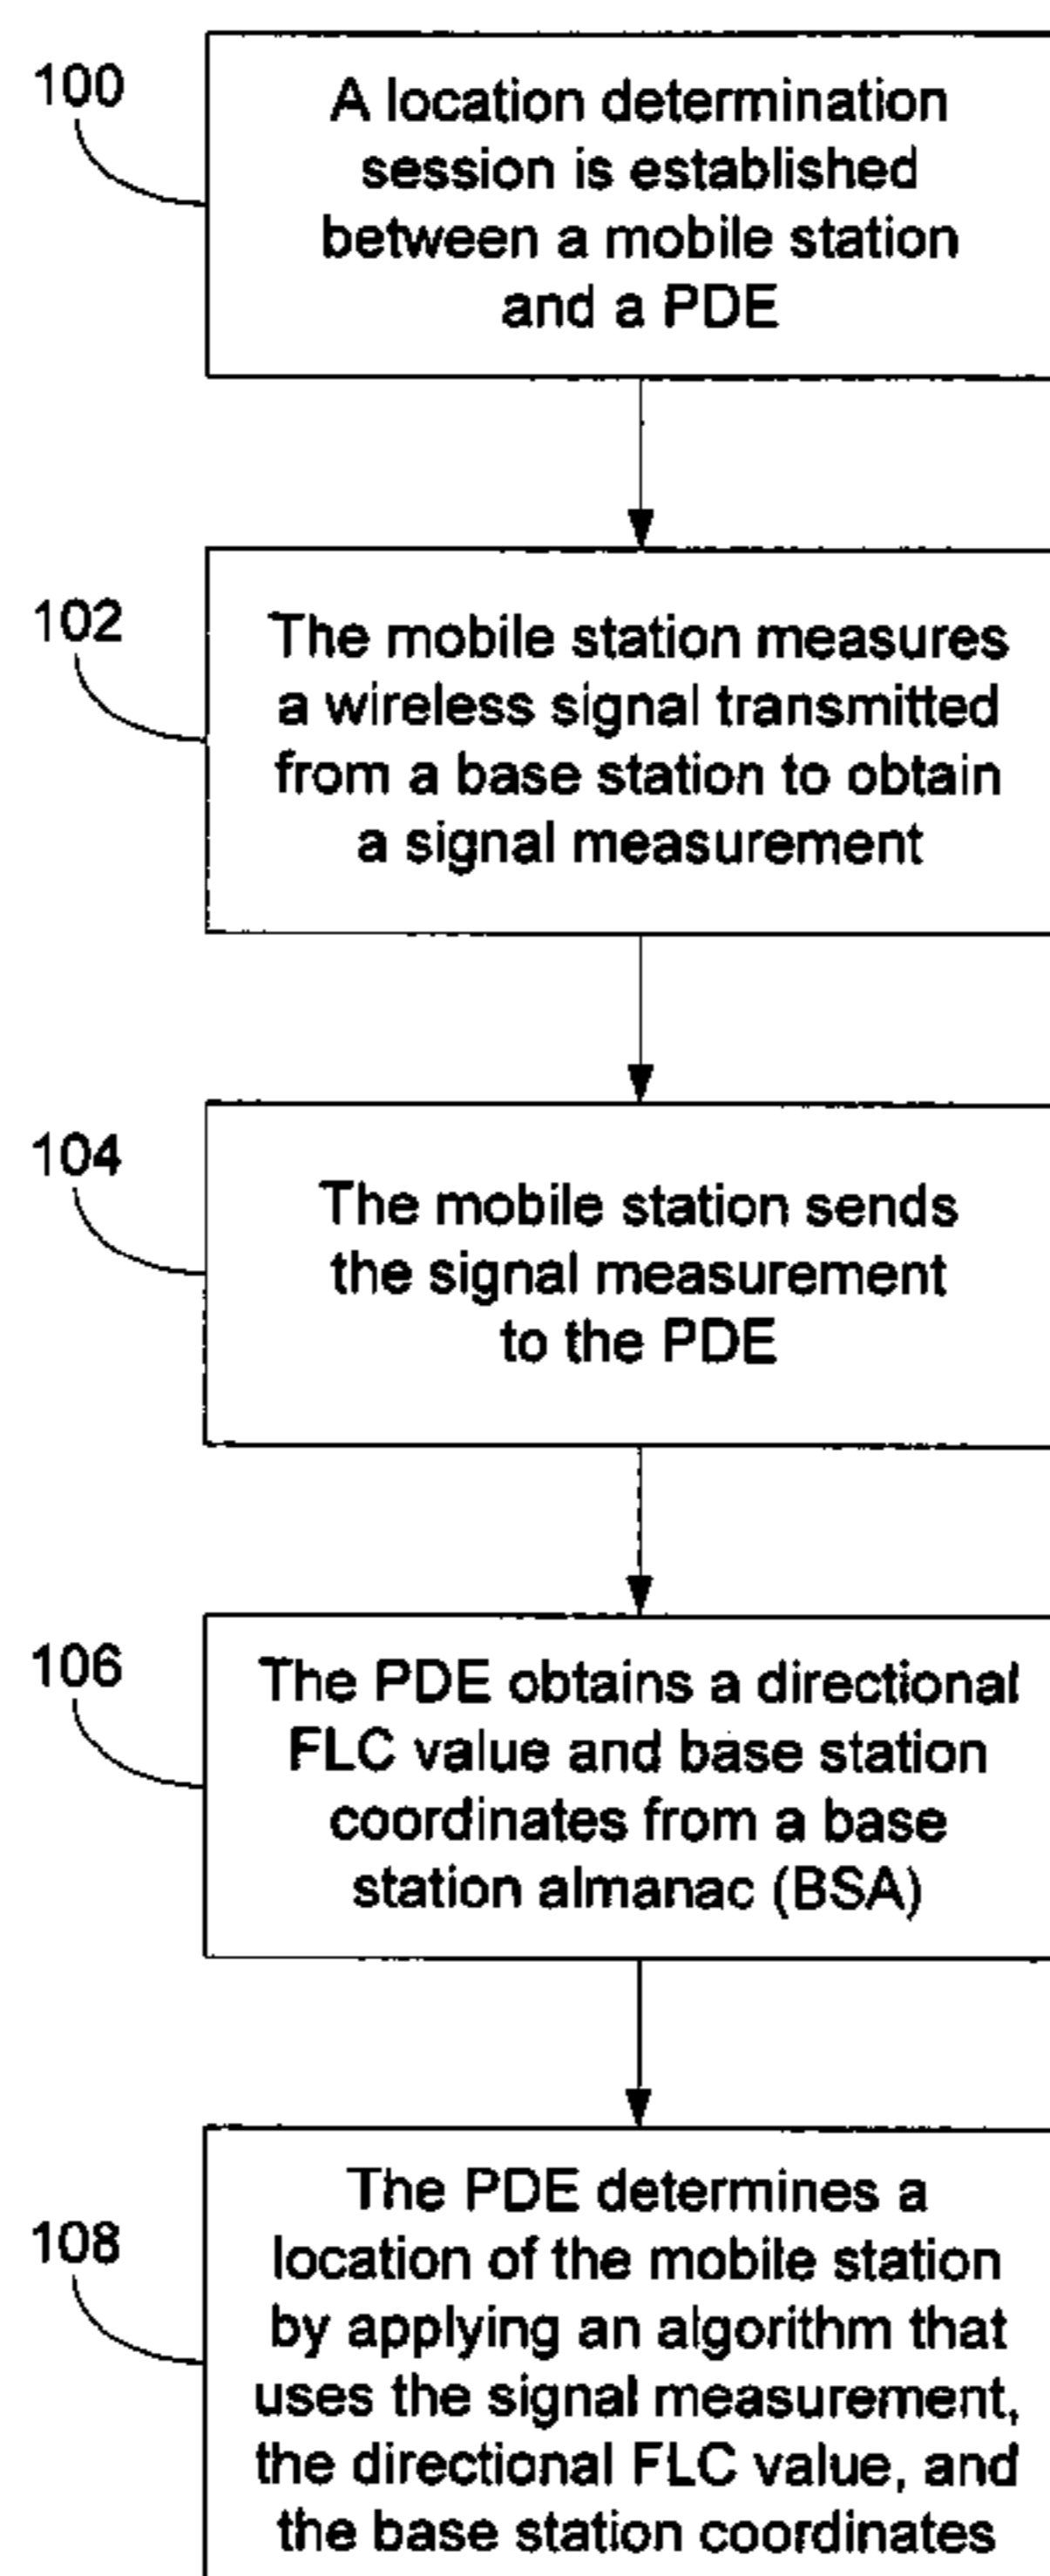 100
A location determination
session is established
between a mobile station
and a PDE
102
The mobile station measures
a wireless signal transmitted
from a base station to obtain
a signal measurement
104
The mobile station sends
the signal measurement
to the PDE
106
The PDE obtains a directional
FLC value and base station
coordinates from a base
station almanac (BSA)
108
The PDE determines a
location of the mobile station
by applying an algorithm that
uses the signal measurement,
the directional FLC value, and
the base station coordinates